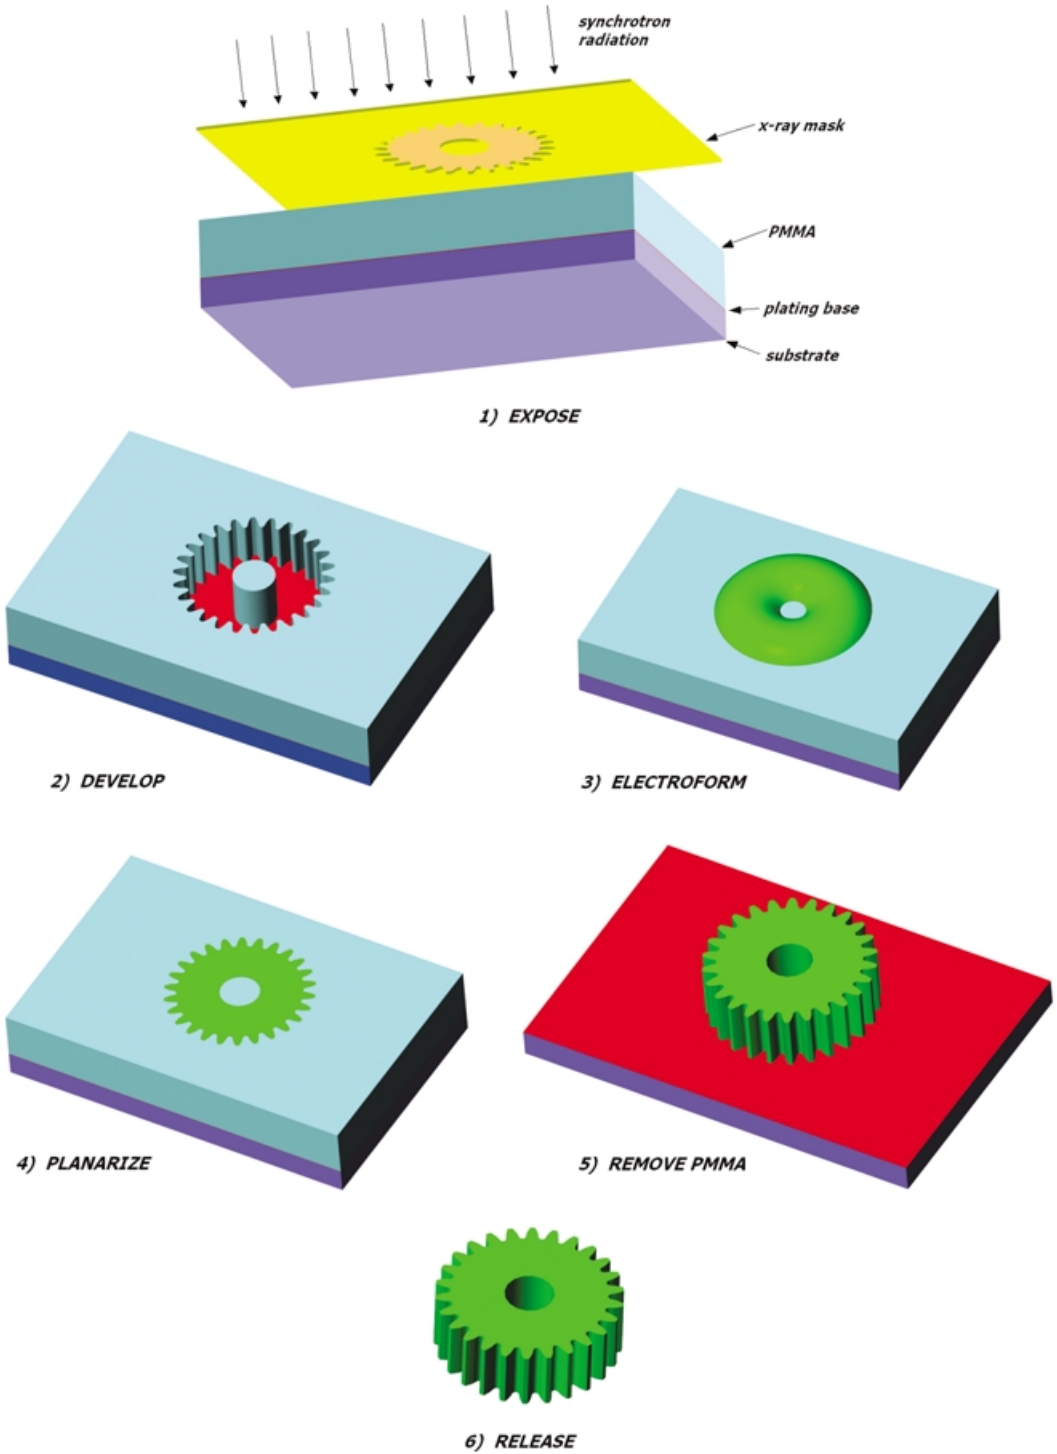 synchrotron
radiation
x-ray mask
PMMA
plating base
substrate
1) EXPOSE
2) DEVELOP
3) ELECTROFORM
4) PLANARIZE
5) REMOVE PMMA
6) RELEASE